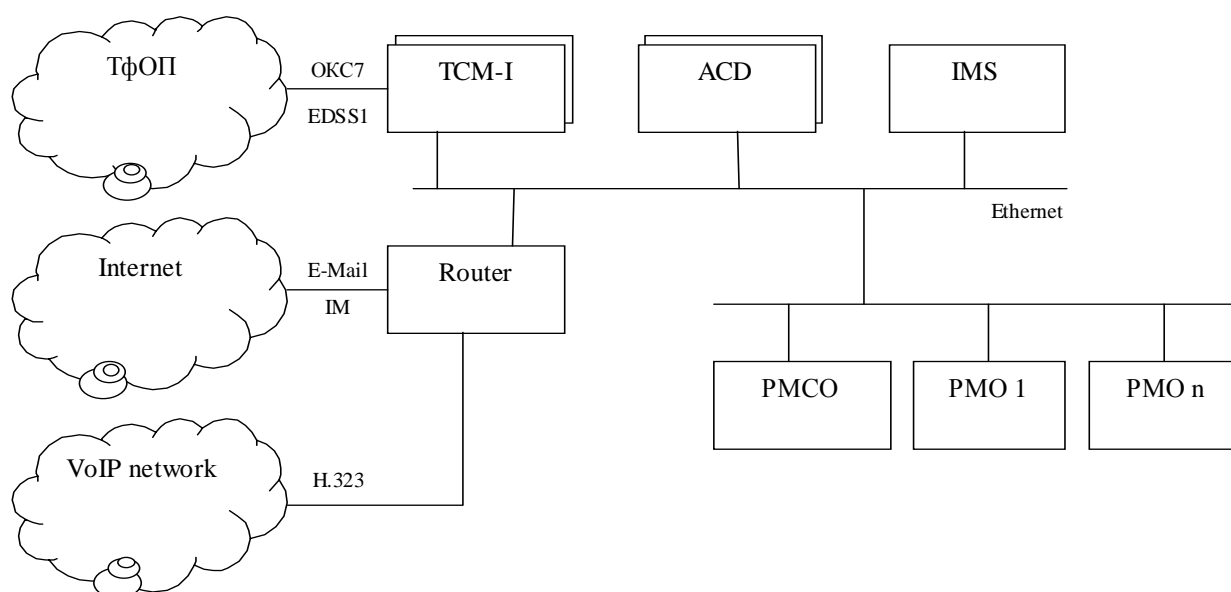 ТфОП
ОКС7
EDSS1
TCM-I
ACD
IMS
Ethernet
Internet
E-Mail
IM
Router
PMCO
PMO 1
PMO n
VoIP network
H.323